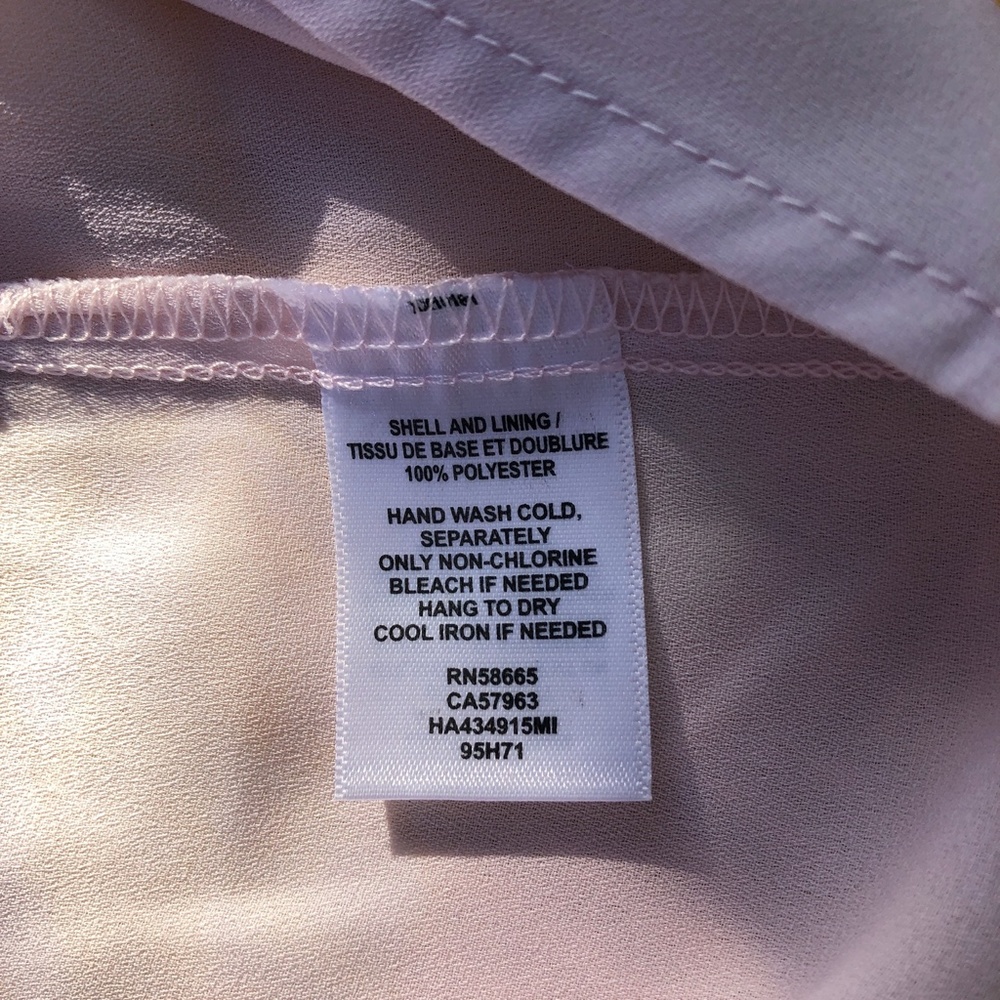 SHELL AND LINING /
TISSU DE BASE ET DOUBLURE
100% POLYESTER
HAND WASH COLD,
SEPARATELY
ONLY NON-CHLORINE
BLEACH IF NEEDED
HANG TO DRY
COOL IRON IF NEEDED
RN58665
CA57963
HA434915MI
95H71